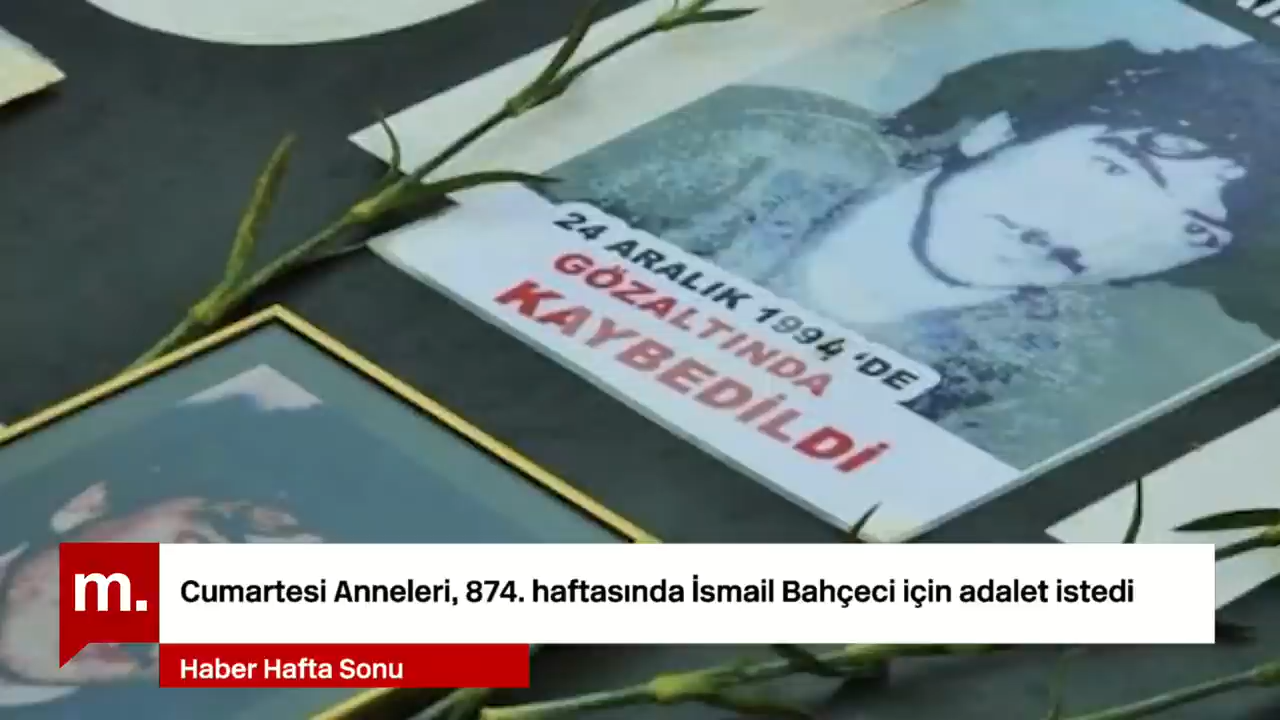 24 ARALIK 1994 'DE
GÖZALTINDA
KAYBEDİLDİ
m.
Cumartesi Anneleri, 874. haftasında İsmail Bahçeci için adalet istedi
Haber Hafta Sonu